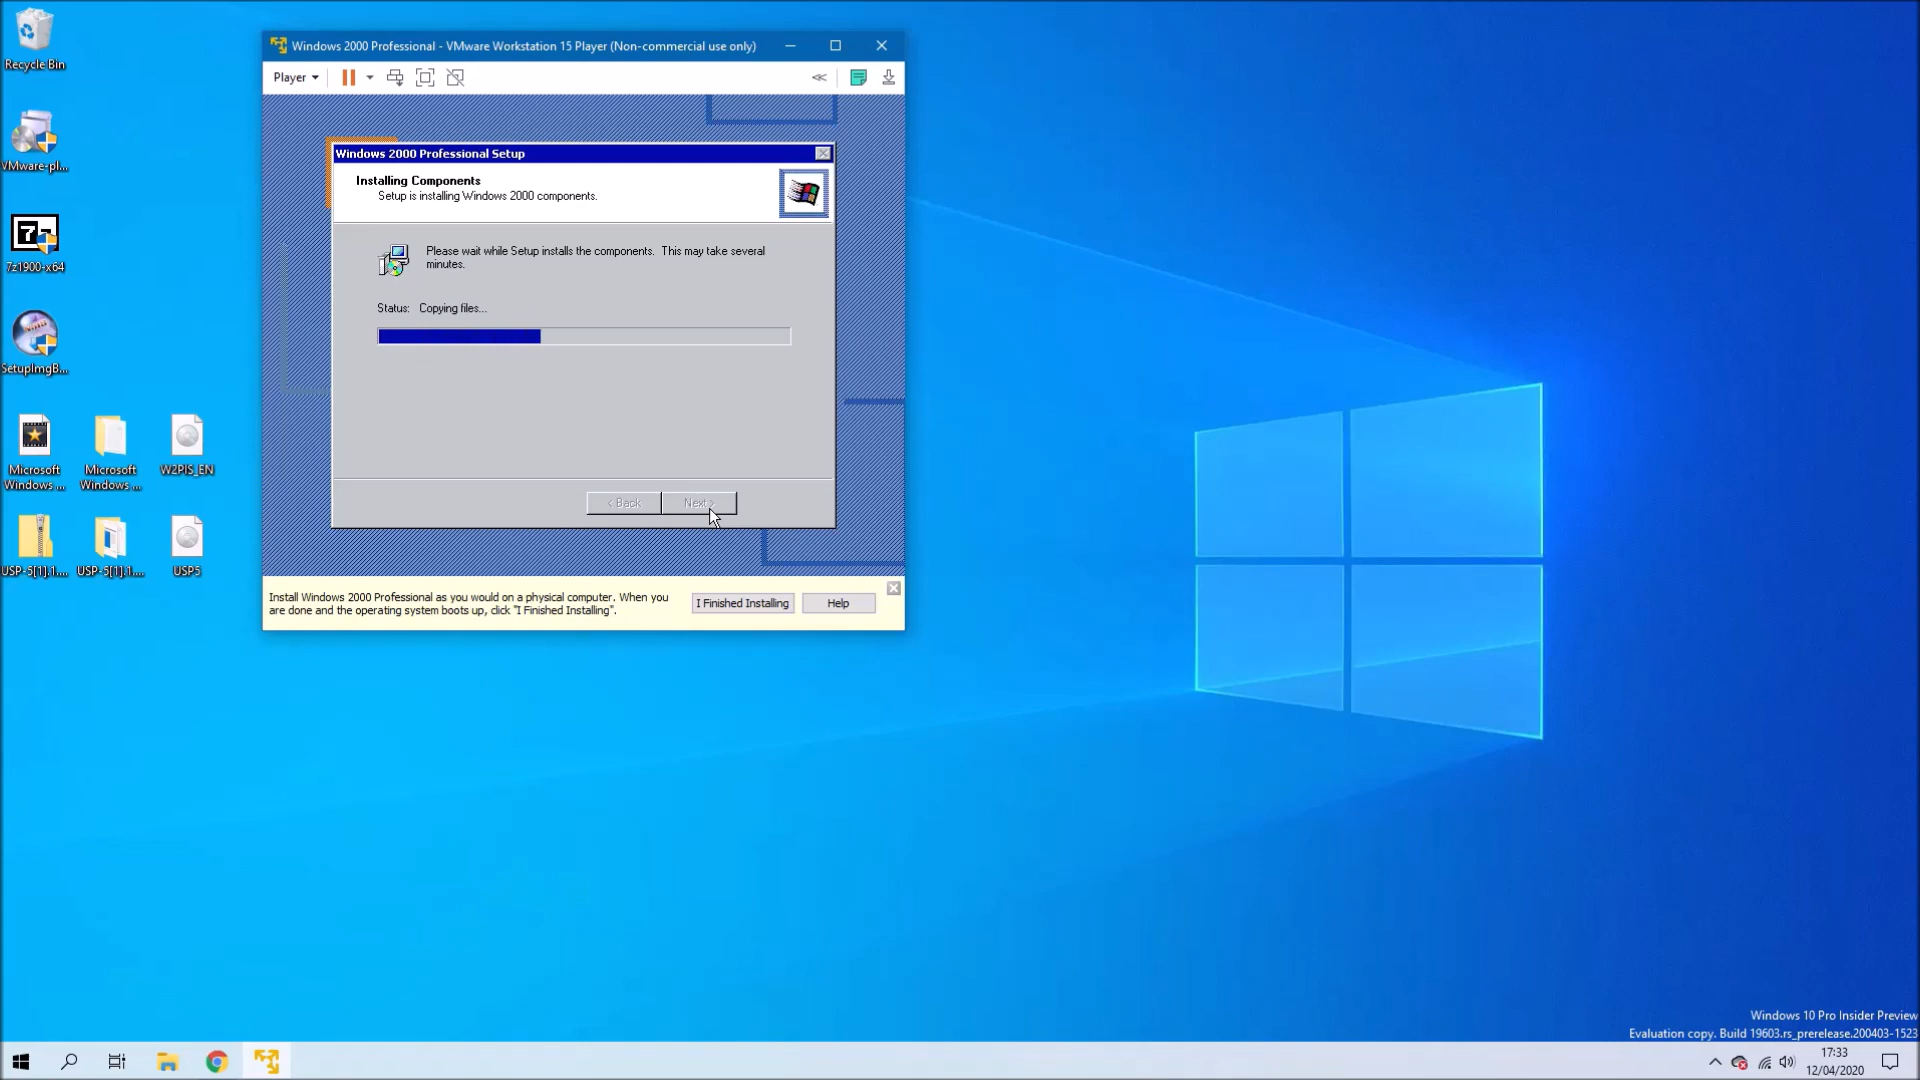 Recycle Bin
VMware-pl...
7z1900-x64
SetupImgB...
Microsoft
Windows ...
Microsoft
Windows ...
W2PIS_EN
USP-5[1].1....
USP-5[1].1....
USP5
Windows 2000 Professional - VMware Workstation 15 Player (Non-commercial use only)
Player
Windows 2000 Professional Setup
Installing Components
Setup is installing Windows 2000 components.
Please wait while Setup installs the components. This may take several
minutes.
Status: Copying files...
< Back
Next >
Install Windows 2000 Professional as you would on a physical computer. When you
are done and the operating system boots up, click "I Finished Installing".
I Finished Installing
Help
Windows 10 Pro Insider Preview
Evaluation copy. Build 19603.rs_prerelease.200403-1523
17:33
12/04/2020